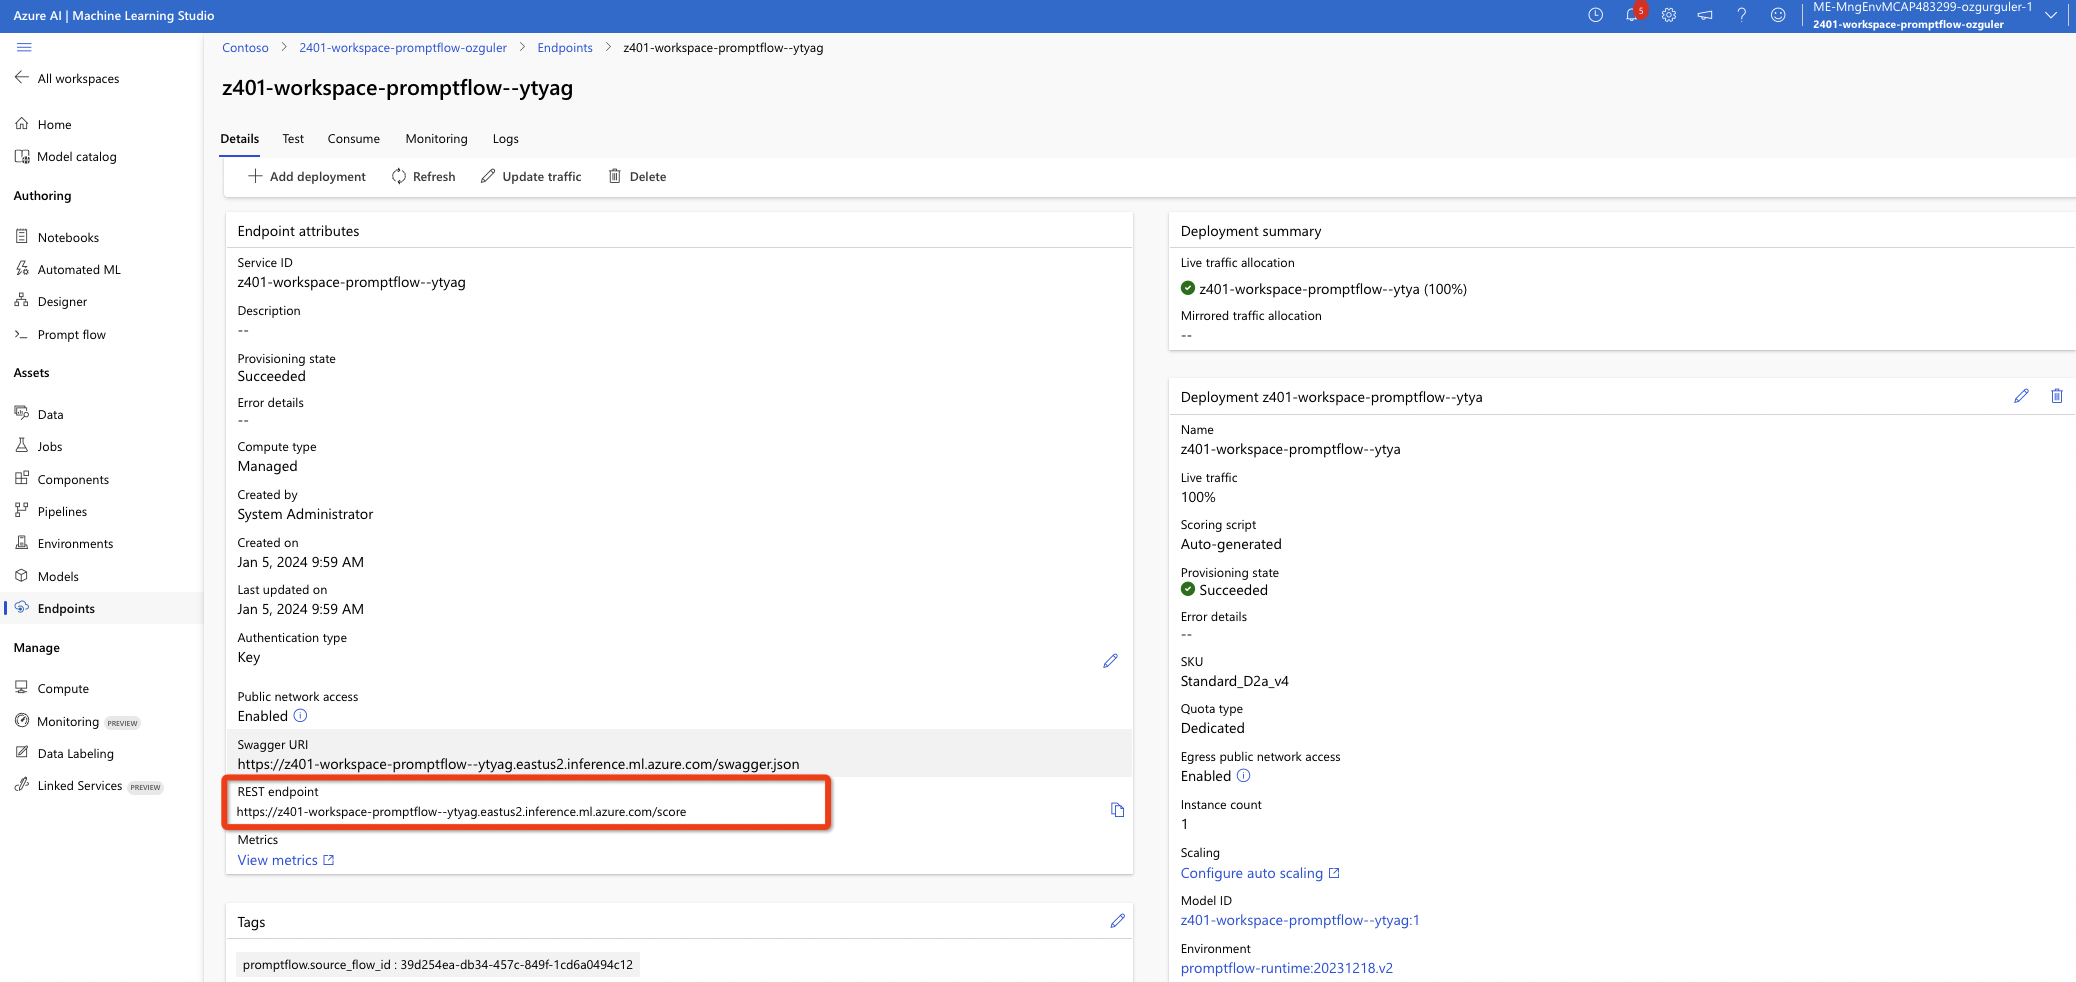 Azure AI | Machine Learning Studio
5
ME-MngEnvMCAP483299-ozgurguler-1
2401-workspace-promptflow-ozguler
All workspaces
Home
Model catalog
Authoring
Notebooks
Automated ML
Designer
Prompt flow
Assets
Data
Jobs
Components
Pipelines
Environments
Models
Endpoints
Manage
Compute
Monitoring PREVIEW
Data Labeling
Linked Services PREVIEW
Contoso > 2401-workspace-promptflow-ozguler > Endpoints > z401-workspace-promptflow--ytyag
z401-workspace-promptflow--ytyag
Details Test Consume Monitoring Logs
Add deployment Refresh Update traffic Delete
Endpoint attributes
Service ID
z401-workspace-promptflow--ytyag
Description
--
Provisioning state
Succeeded
Error details
--
Compute type
Managed
Created by
System Administrator
Created on
Jan 5, 2024 9:59 AM
Last updated on
Jan 5, 2024 9:59 AM
Authentication type
Key
Public network access
Enabled
Swagger URI
https://z401-workspace-promptflow--ytyag.eastus2.inference.ml.azure.com/swagger.json
REST endpoint
https://z401-workspace-promptflow--ytyag.eastus2.inference.ml.azure.com/score
Metrics
View metrics
Tags
promptflow.source_flow_id : 39d254ea-db34-457c-849f-1cd6a0494c12
Deployment summary
Live traffic allocation
z401-workspace-promptflow--ytya (100%)
Mirrored traffic allocation
--
Deployment z401-workspace-promptflow--ytya
Name
z401-workspace-promptflow--ytya
Live traffic
100%
Scoring script
Auto-generated
Provisioning state
Succeeded
Error details
--
SKU
Standard_D2a_v4
Quota type
Dedicated
Egress public network access
Enabled
Instance count
1
Scaling
Configure auto scaling
Model ID
z401-workspace-promptflow--ytyag:1
Environment
promptflow-runtime:20231218.v2